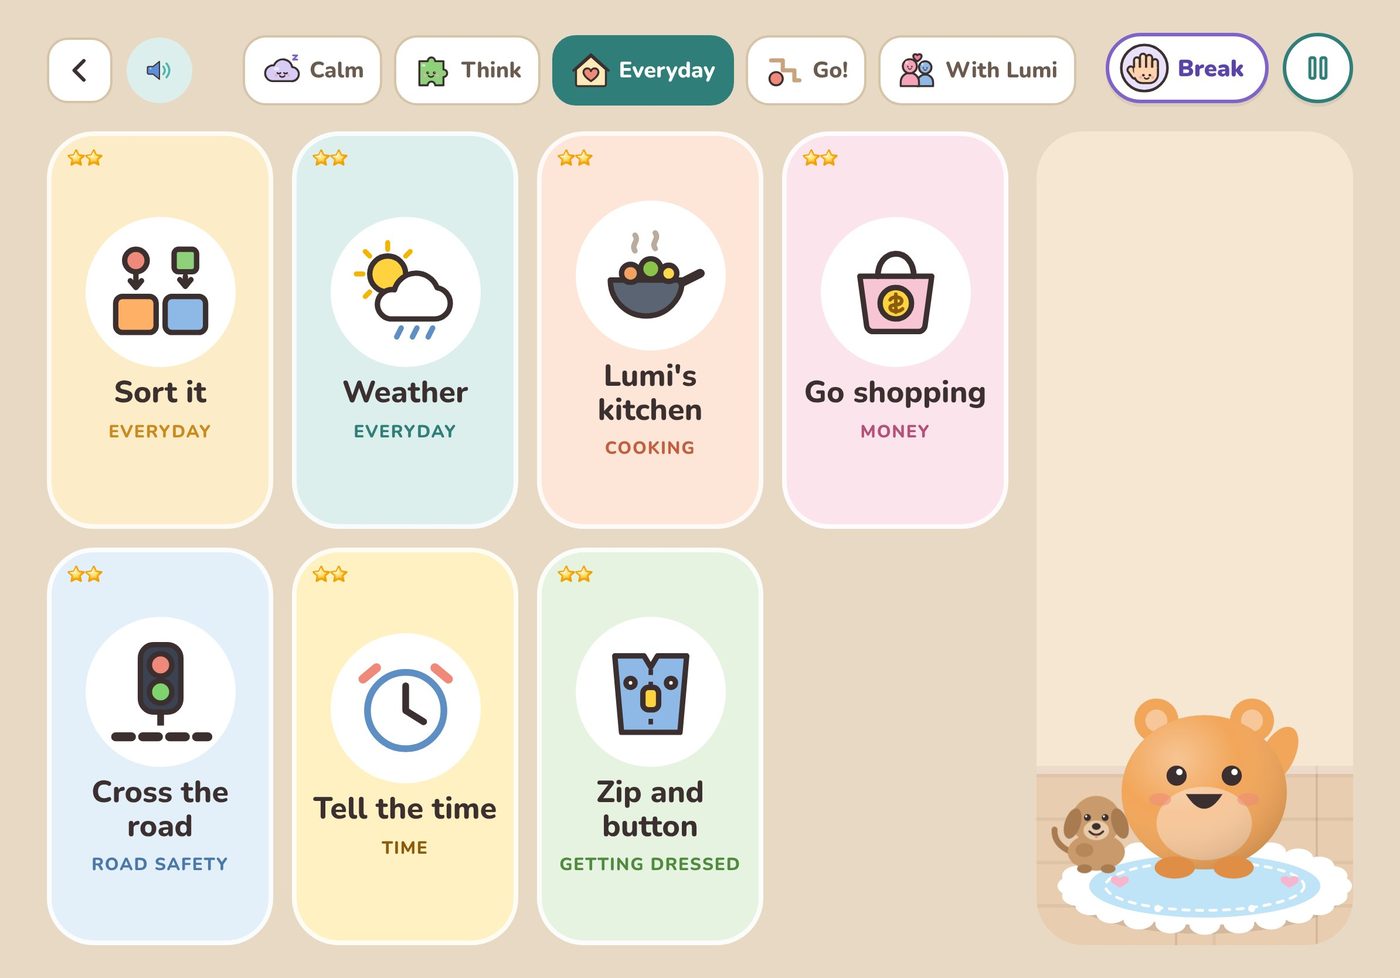 Calm
Think
Everyday
Go!
With Lumi
Break
Sort it
EVERYDAY
Weather
EVERYDAY
Lumi's
kitchen
COOKING
Go shopping
MONEY
Cross the
road
ROAD SAFETY
Tell the time
TIME
Zip and
button
GETTING DRESSED